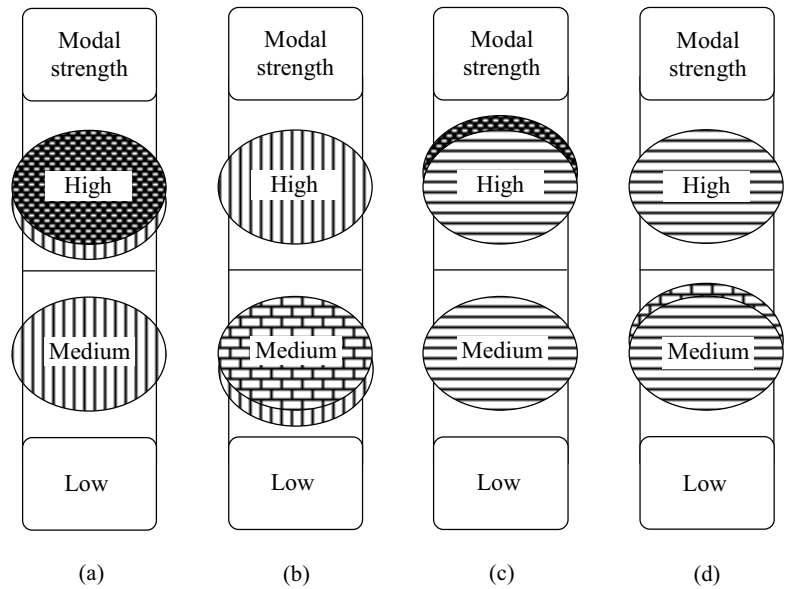 Modal
strength
High
Medium
Low
(a)
Modal
strength
High
Medium
Low
(b)
Modal
strength
High
Medium
Low
(c)
Modal
strength
High
Medium
Low
(d)